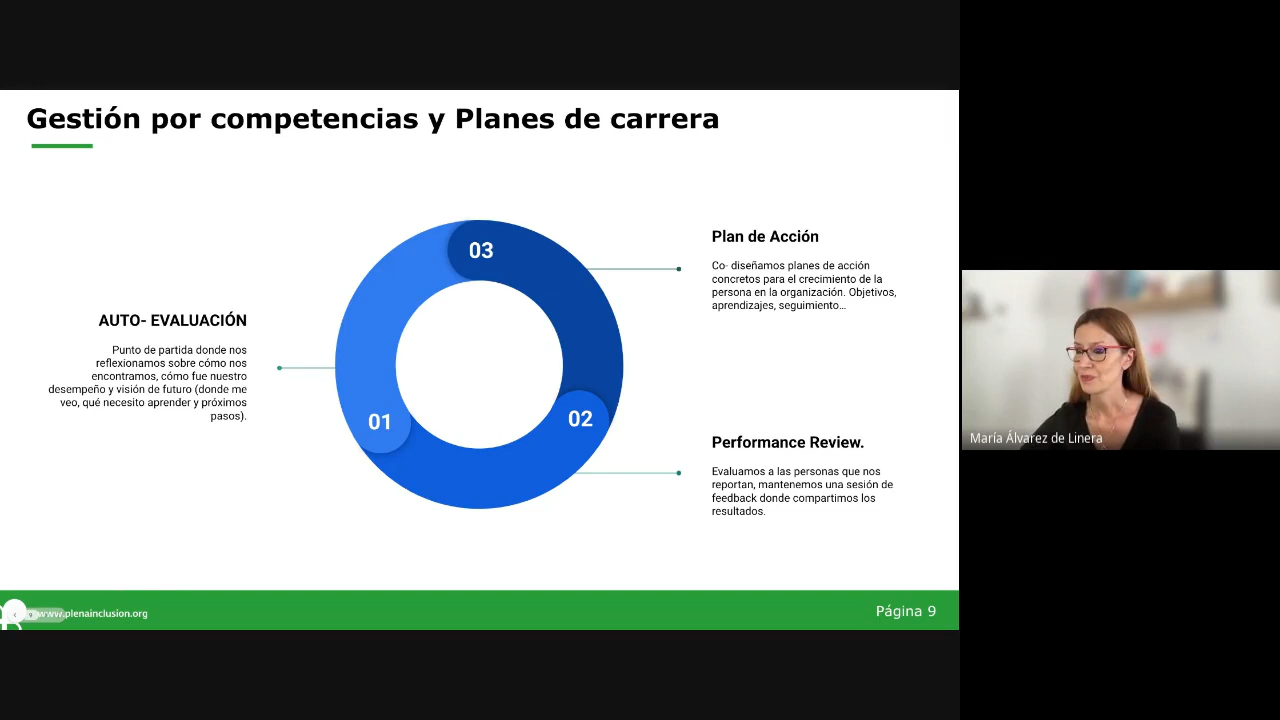 Gestión por competencias y Planes de carrera
03
Plan de Acción
Co- diseñamos planes de acción
concretos para el crecimiento de la
persona en la organización. Objetivos,
aprendizajes, seguimiento...
AUTO- EVALUACIÓN
Punto de partida donde nos
reflexionamos sobre cómo nos
encontramos, cómo fue nuestro
desempeño y visión de futuro (donde me
veo, qué necesito aprender y próximos
pasos).
01
02
Performance Review.
Evaluamos a las personas que nos
reportan, mantenemos una sesión de
feedback donde compartimos los
resultados.
María Álvarez de Linera
www.plenainclusion.org
Página 9